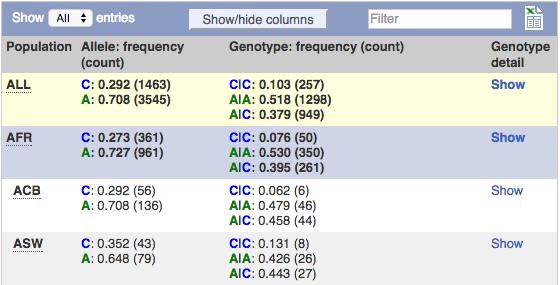 Show All entries Show/hide columns Filter
Population Allele: frequency (count) Genotype: frequency (count) Genotype detail
ALL C: 0.292 (1463) C|C: 0.103 (257) Show
A: 0.708 (3545) A|A: 0.518 (1298)
A|C: 0.379 (949)
AFR C: 0.273 (361) C|C: 0.076 (50) Show
A: 0.727 (961) A|A: 0.530 (350)
A|C: 0.395 (261)
ACB C: 0.292 (56) C|C: 0.062 (6) Show
A: 0.708 (136) A|A: 0.479 (46)
A|C: 0.458 (44)
ASW C: 0.352 (43) C|C: 0.131 (8) Show
A: 0.648 (79) A|A: 0.426 (26)
A|C: 0.443 (27)